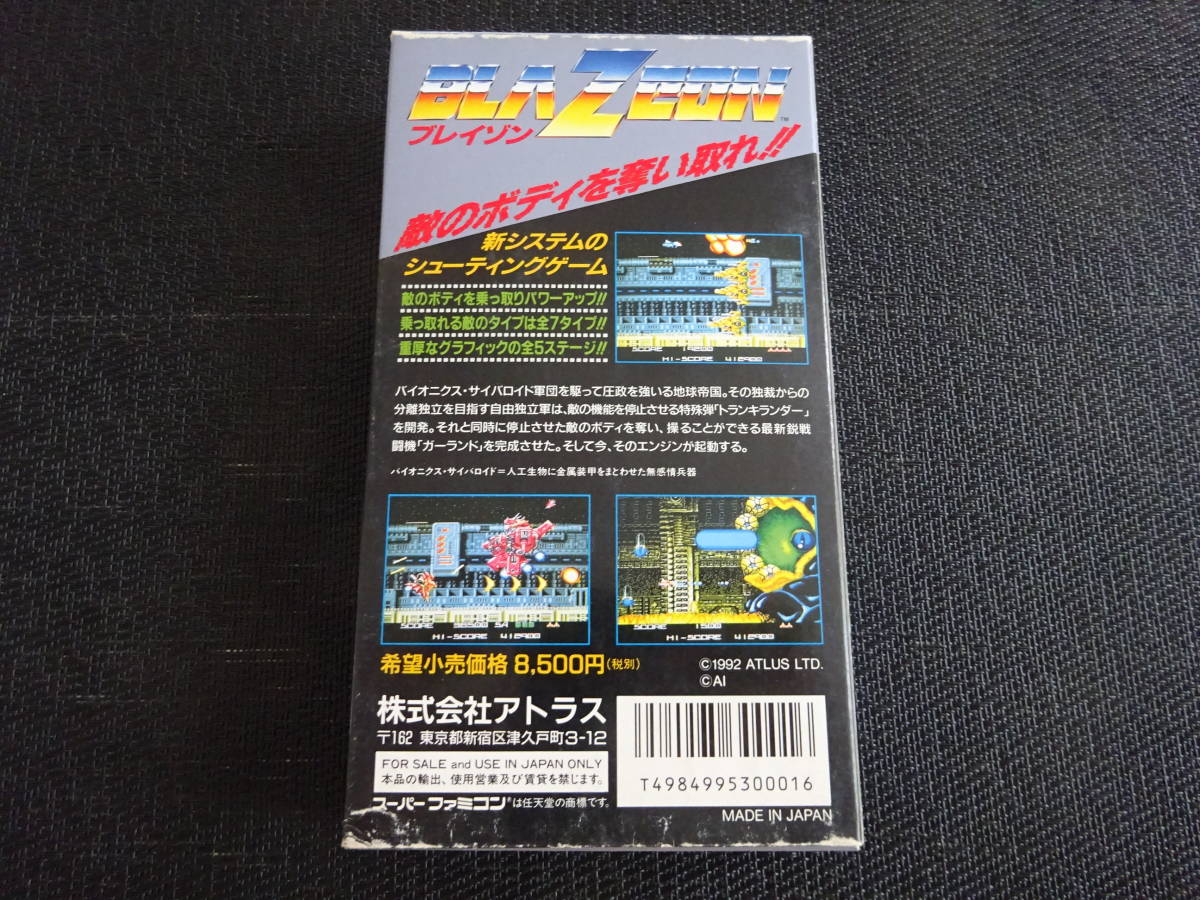 BLAZEON™
ブレイゾン
敵のボディを奪い取れ!!
新システムの
シューティングゲーム
敵のボディを乗っ取りパワーアップ!!
乗っ取れる敵のタイプは全7タイプ!!
重厚なグラフィックの全5ステージ!!
SCORE 14200
HI-SCORE 412900
バイオニクス・サイバロイド軍団を駆って圧政を強いる地球帝国。その独裁からの
分離独立を目指す自由独立軍は、敵の機能を停止させる特殊弾「トランキランダー」
を開発。それと同時に停止させた敵のボディを奪い、操ることができる最新鋭戦
闘機「ガーランド」を完成させた。そして今、そのエンジンが起動する。
バイオニクス・サイバロイド=人工生物に金属装甲をまとわせた無感情兵器
SCORE
HI-SCORE 412900
SCORE 1500
HI-SCORE 412900
希望小売価格 8,500円(税別)
©1992 ATLUS LTD.
©AI
株式会社アトラス
〒162 東京都新宿区津久戸町3-12
FOR SALE and USE IN JAPAN ONLY
本品の輸出、使用営業及び賃貸を禁じます。
スーパーファミコン®は任天堂の商標です。
T4984995300016
MADE IN JAPAN